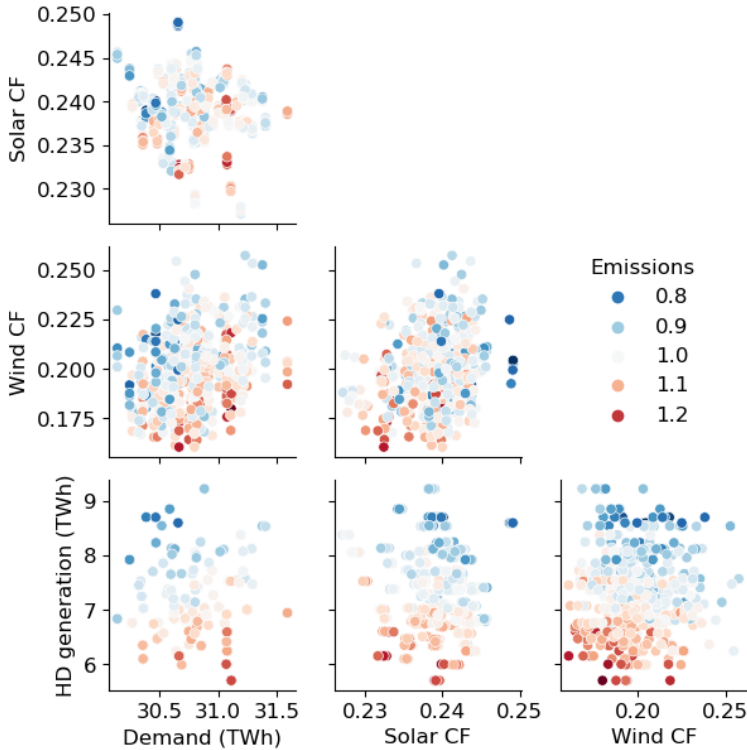 0.250
0.245
0.240
0.235
0.230
Solar CF
0.250
0.225
0.200
0.175
Wind CF
Emissions
0.8
0.9
1.0
1.1
1.2
9
8
7
6
HD generation (TWh)
30.5 31.0 31.5
Demand (TWh)
0.23 0.24 0.25
Solar CF
0.20 0.25
Wind CF